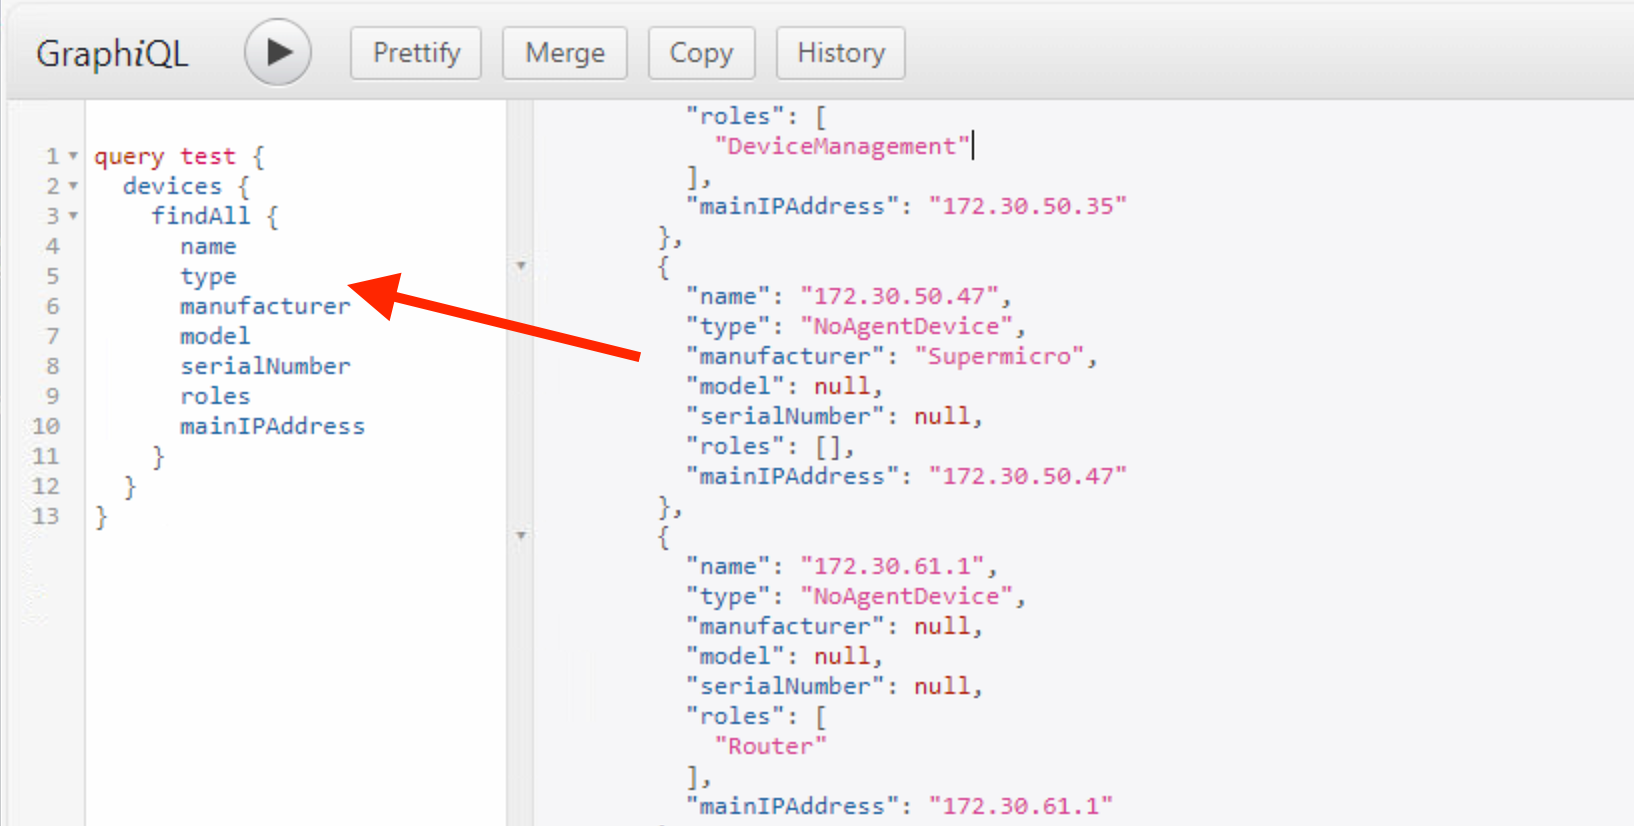 GraphiQL
Prettify
Merge
Copy
History
1 query test {
2 devices {
3 findAll {
4 name
5 type
6 manufacturer
7 model
8 serialNumber
9 roles
10 mainIPAddress
11 }
12 }
13 }
"roles": [
"DeviceManagement"
],
"mainIPAddress": "172.30.50.35"
},
{
"name": "172.30.50.47",
"type": "NoAgentDevice",
"manufacturer": "Supermicro",
"model": null,
"serialNumber": null,
"roles": [],
"mainIPAddress": "172.30.50.47"
},
{
"name": "172.30.61.1",
"type": "NoAgentDevice",
"manufacturer": null,
"model": null,
"serialNumber": null,
"roles": [
"Router"
],
"mainIPAddress": "172.30.61.1"